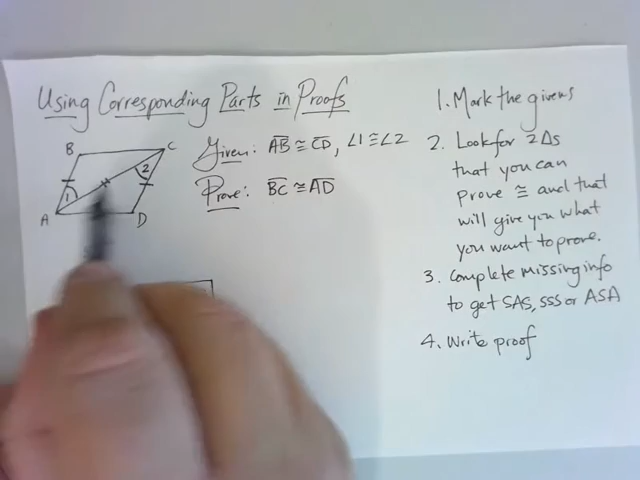 Using Corresponding Parts in Proofs
B
C
2
1
A
D
Given: AB ≅ CD, ∠1 ≅ ∠2
Prove: BC ≅ AD
1. Mark the givens
2. Look for 2 Δs
that you can
prove ≅ and that
will give you what
you want to prove.
3. Complete missing info
to get SAS, SSS or ASA
4. Write proof